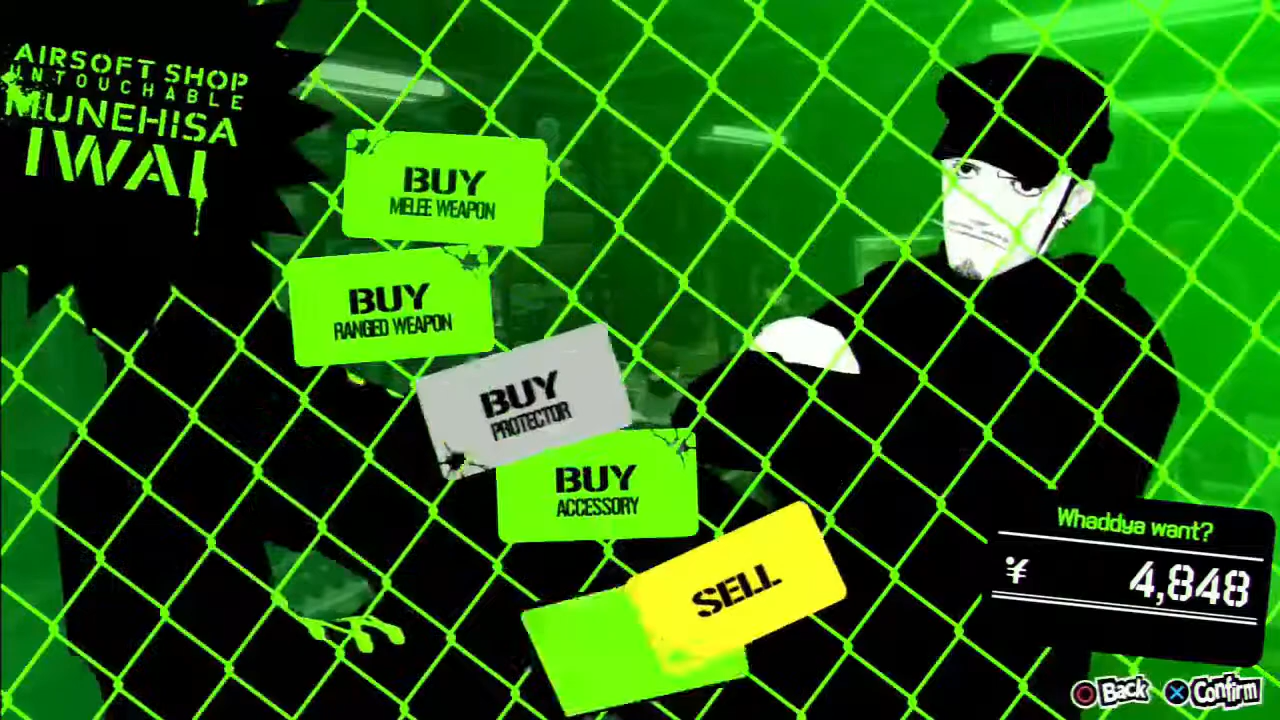 AIRSOFT SHOP
UNTOUCHABLE
MUNEHISA
IWAI
BUY
MELEE WEAPON
BUY
RANGED WEAPON
BUY
PROTECTOR
BUY
ACCESSORY
SELL
Whaddya want?
¥ 4,848
Back Confirm